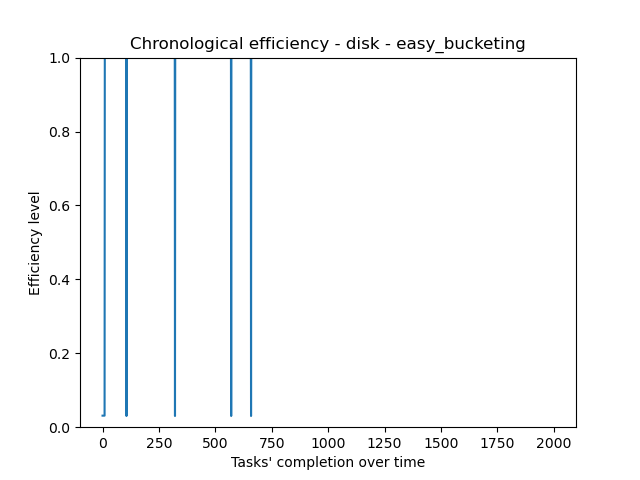 Chronological efficiency - disk - easy_bucketing
1.0
0.8
0.6
0.4
0.2
0.0
Efficiency level
0 250 500 750 1000 1250 1500 1750 2000
Tasks' completion over time